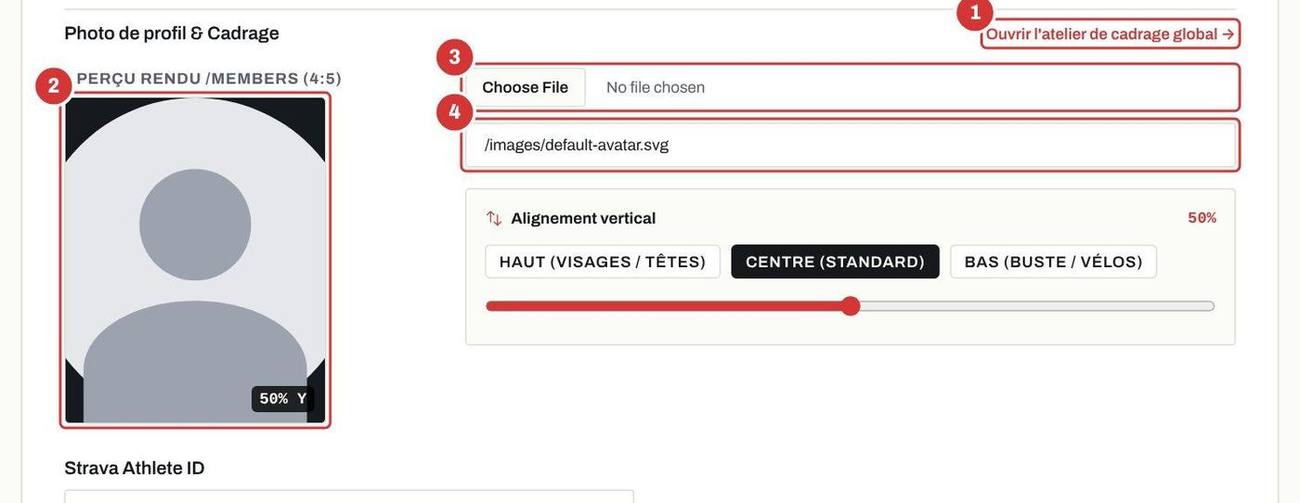 1
Photo de profil & Cadrage
Ouvrir l'atelier de cadrage global →
3
2
PERÇU RENDU /MEMBERS (4:5)
Choose File
No file chosen
4
/images/default-avatar.svg
Alignement vertical
50%
HAUT (VISAGES / TÊTES)
CENTRE (STANDARD)
BAS (BUSTE / VÉLOS)
50% Y
Strava Athlete ID